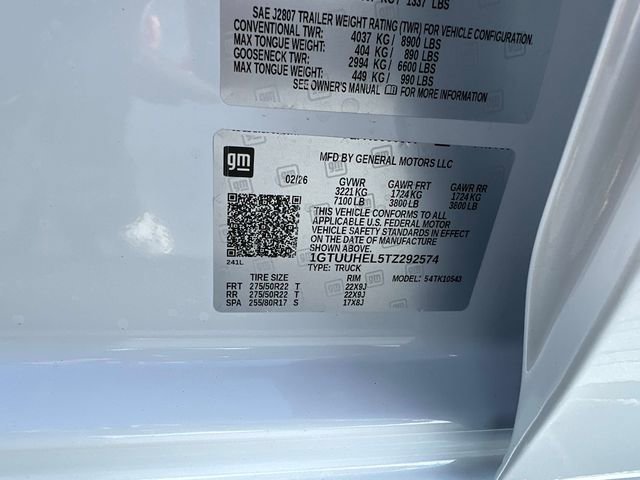 1337 LBS
SAE J2807 TRAILER WEIGHT RATING (TWR) FOR VEHICLE CONFIGURATION.
CONVENTIONAL TWR: 4037 KG / 8900 LBS
MAX TONGUE WEIGHT: 404 KG / 890 LBS
GOOSENECK TWR: 2994 KG / 6600 LBS
MAX TONGUE WEIGHT: 449 KG / 990 LBS
SEE OWNER'S MANUAL FOR MORE INFORMATION
gm
MFD BY GENERAL MOTORS LLC
02/26 GVWR GAWR FRT GAWR RR
3221 KG 1724 KG 1724 KG
7100 LB 3800 LB 3800 LB
THIS VEHICLE CONFORMS TO ALL
APPLICABLE U.S. FEDERAL MOTOR
VEHICLE SAFETY STANDARDS IN
EFFECT ON THE DATE OF MANUFACTURE
SHOWN ABOVE.
1GTUUHEL5TZ292574
241L TYPE: TRUCK MODEL: 54TK10543
TIRE SIZE RIM
FRT 275/50R22 T 22X9J
RR 275/50R22 T 22X9J
SPA 255/80R17 S 17X8J